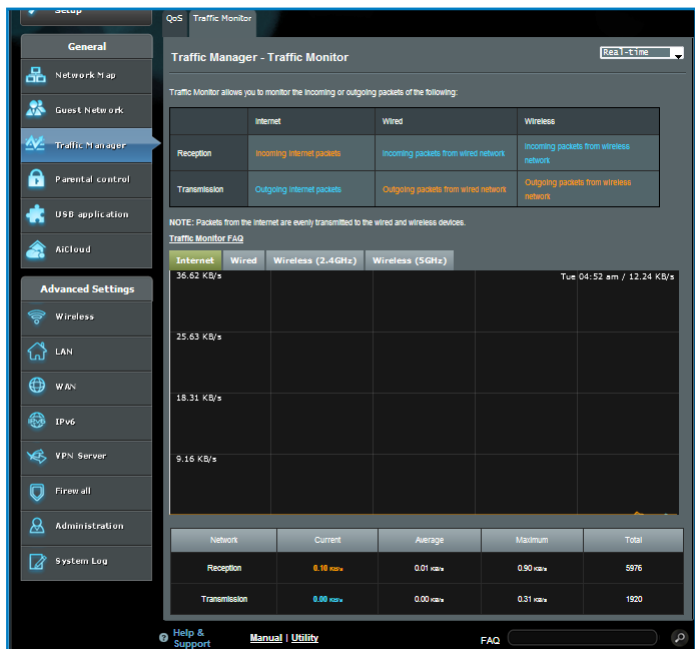 Setup
QoS Traffic Monitor
General
Network Map
Guest Network
Traffic Manager
Parental control
USB application
AiCloud
Advanced Settings
Wireless
LAN
WAN
IPv6
VPN Server
Firewall
Administration
System Log
Traffic Manager - Traffic Monitor
Real-time
Traffic Monitor allows you to monitor the incoming or outgoing packets of the following:
Internet Wired Wireless
Reception Incoming internet packets Incoming packets from wired network Incoming packets from wireless
network
Transmission Outgoing internet packets Outgoing packets from wired network Outgoing packets from wireless
network
NOTE: Packets from the Internet are evenly transmitted to the wired and wireless devices.
Traffic Monitor FAQ
Internet Wired Wireless (2.4GHz) Wireless (5GHz)
36.62 KB/s Tue 04:52 am / 12.24 KB/s
25.63 KB/s
18.31 KB/s
9.16 KB/s
Network Current Average Maximum Total
Reception 0.10 KB/s 0.01 KB/s 0.90 KB/s 5976
Transmission 0.00 KB/s 0.00 KB/s 0.31 KB/s 1920
Help &
Support
Manual | Utility
FAQ